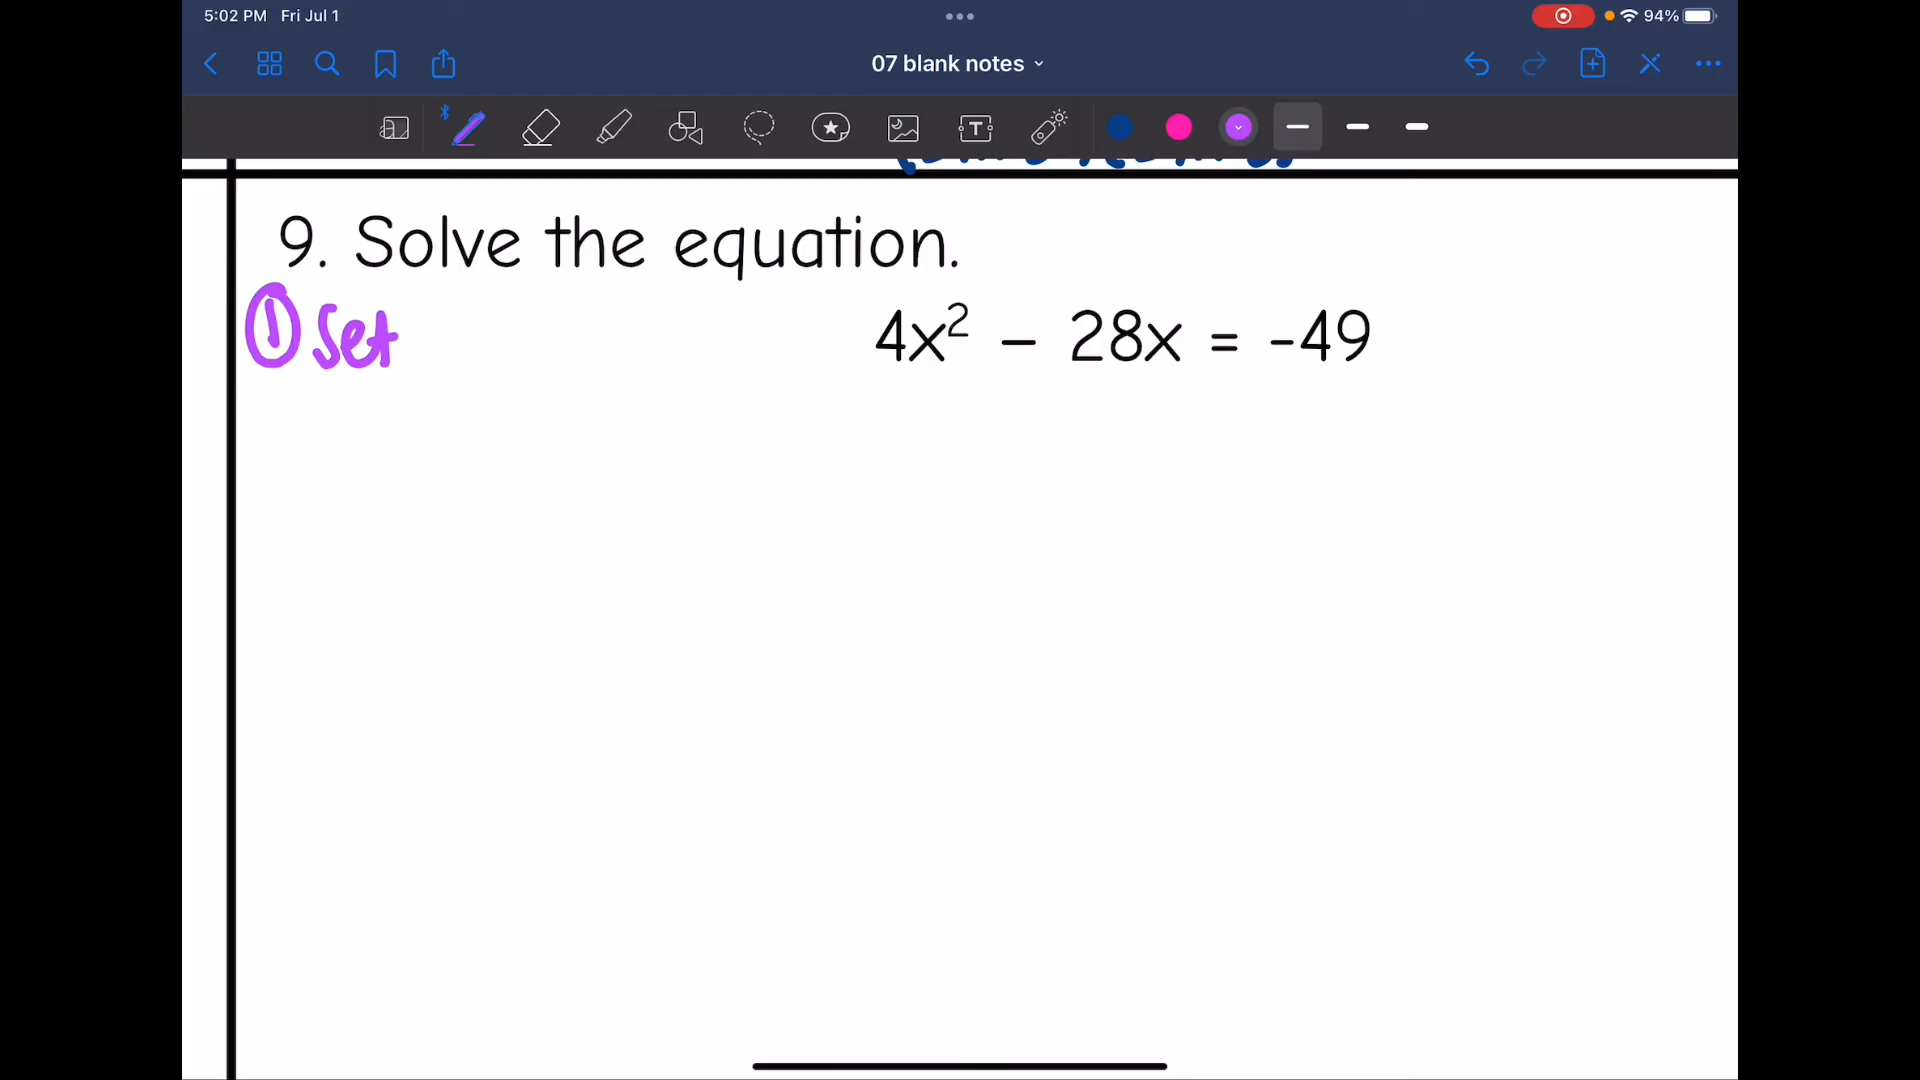 5:02 PM Fri Jul 1
94%
07 blank notes
9. Solve the equation.
① Set
4x² – 28x = -49